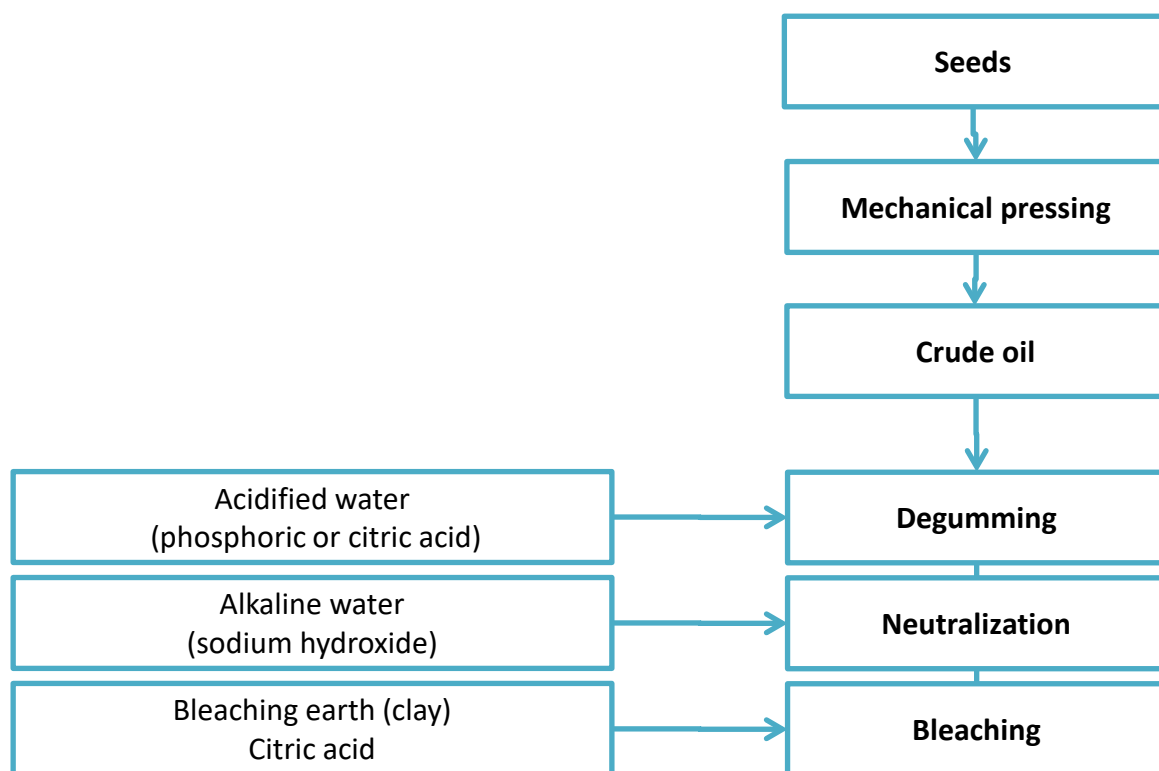 Seeds
Mechanical pressing
Crude oil
Acidified water
(phosphoric or citric acid)
Degumming
Alkaline water
(sodium hydroxide)
Neutralization
Bleaching earth (clay)
Citric acid
Bleaching